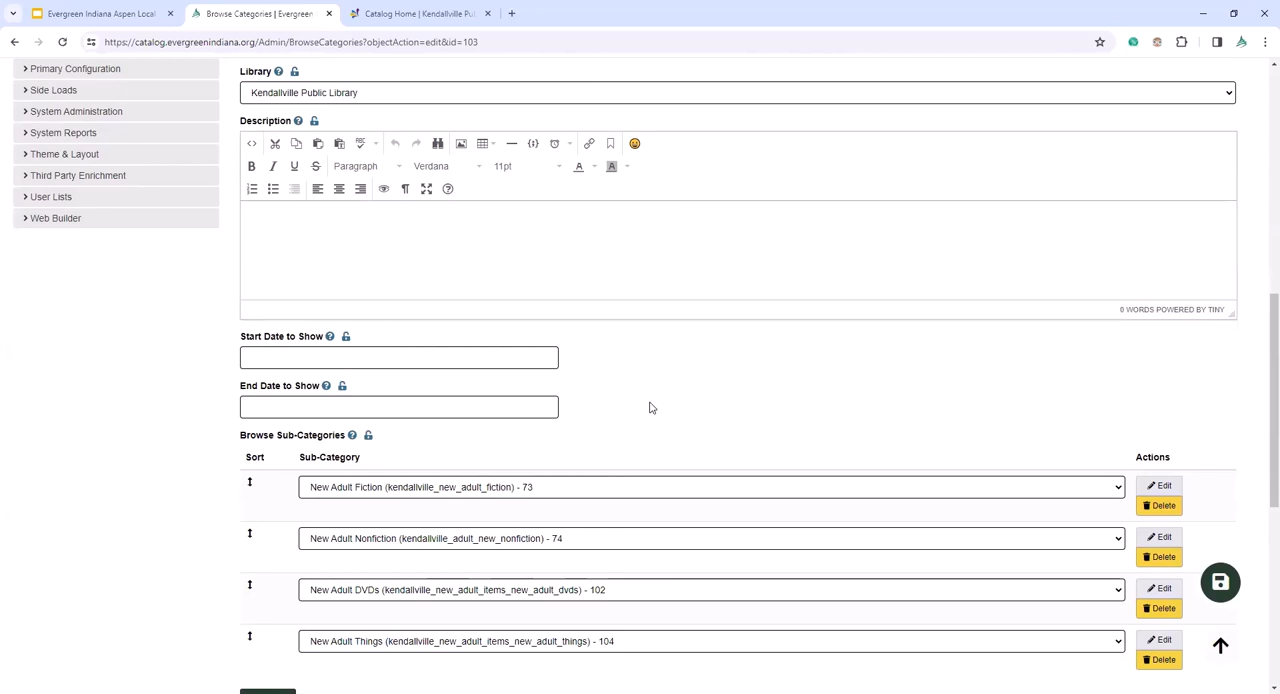 Evergreen Indiana Aspen Local
Browse Categories | Evergreen
Catalog Home | Kendallville Pu
https://catalog.evergreenindiana.org/Admin/BrowseCategories?objectAction=edit&id=103
Primary Configuration
Side Loads
System Administration
System Reports
Theme & Layout
Third Party Enrichment
User Lists
Web Builder
Library
Kendallville Public Library
Description
Paragraph Verdana 11pt
0 WORDS POWERED BY TINY
Start Date to Show
End Date to Show
Browse Sub-Categories
Sort Sub-Category Actions
New Adult Fiction (kendallville_new_adult_fiction) - 73 Edit
Delete
New Adult Nonfiction (kendallville_adult_new_nonfiction) - 74 Edit
Delete
New Adult DVDs (kendallville_new_adult_items_new_adult_dvds) - 102 Edit
Delete
New Adult Things (kendallville_new_adult_items_new_adult_things) - 104 Edit
Delete